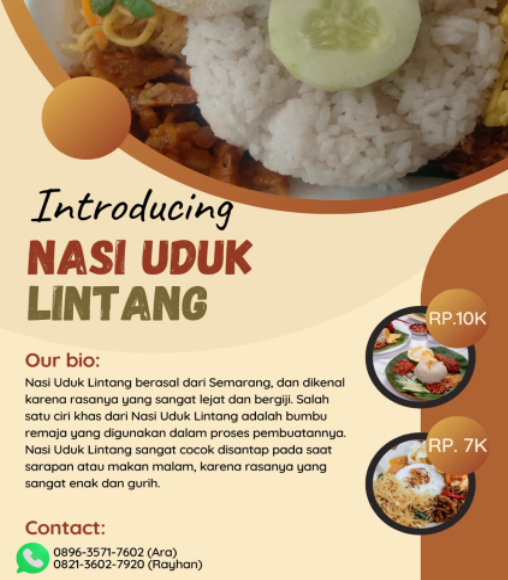 Introducing
NASI UDUK
LINTANG
RP.10K
Our bio:
Nasi Uduk Lintang berasal dari Semarang, dan dikenal
karena rasanya yang sangat lejat dan bergiji. Salah
satu ciri khas dari Nasi Uduk Lintang adalah bumbu
remaja yang digunakan dalam proses pembuatannya.
Nasi Uduk Lintang sangat cocok disantap pada saat
sarapan atau makan malam, karena rasanya yang
sangat enak dan gurih.
RP. 7K
Contact:
0896-3571-7602 (Ara)
0821-3602-7920 (Rayhan)